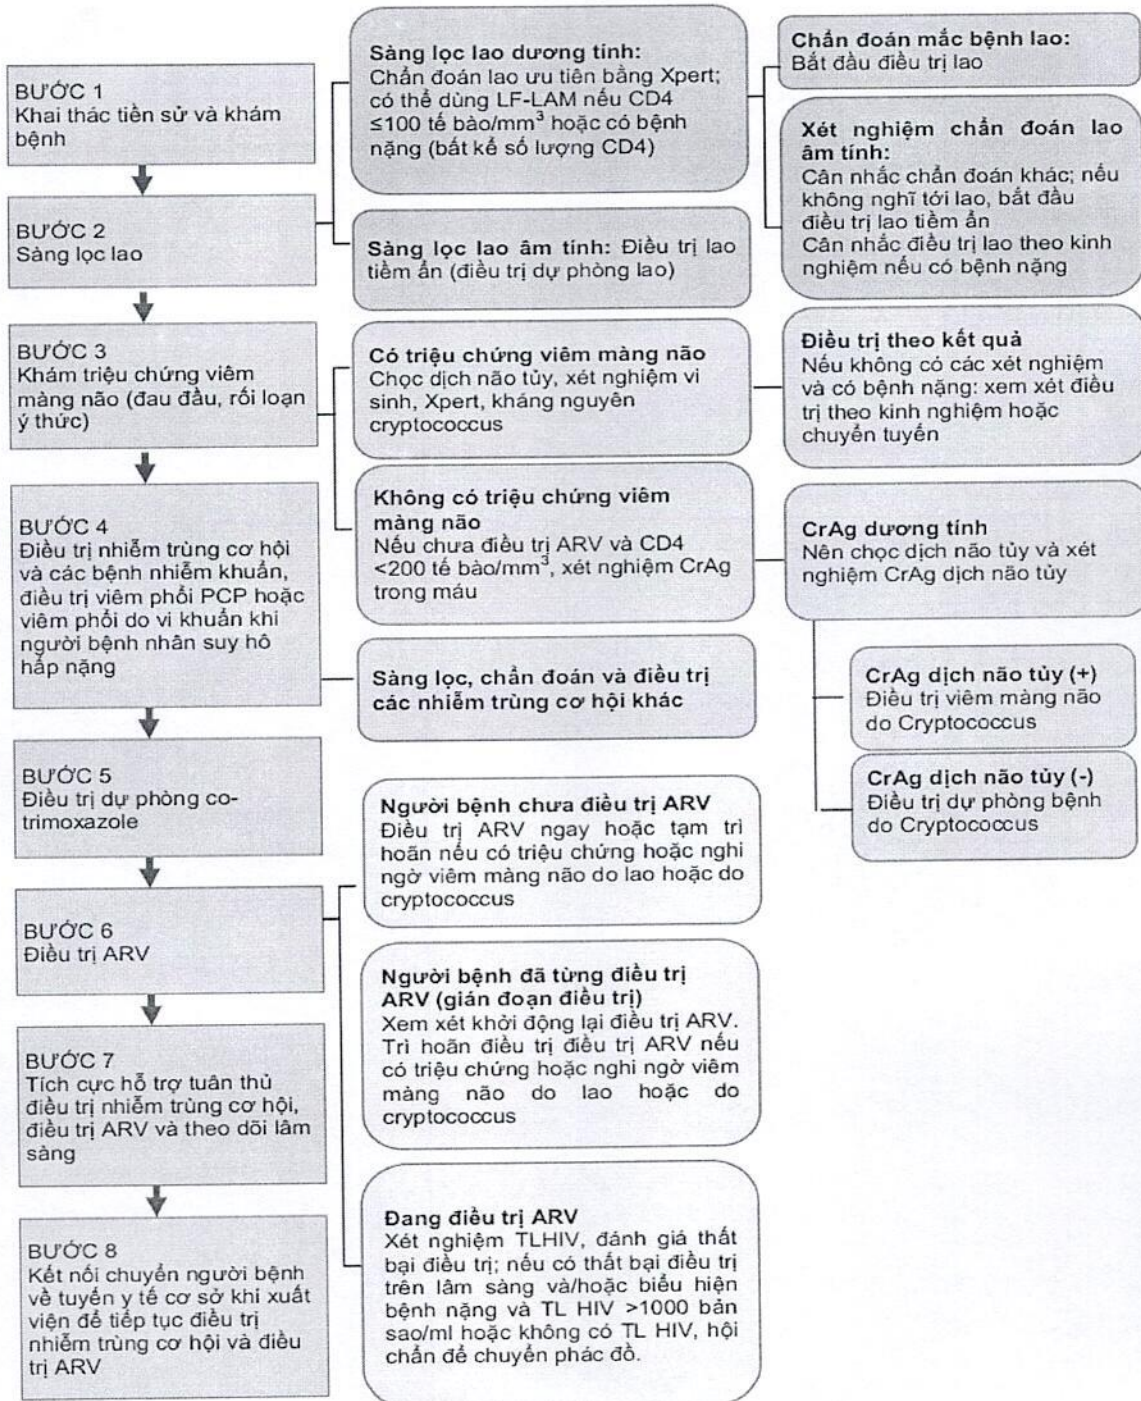 BƯỚC 1
Khai thác tiền sử và khám
bệnh
BƯỚC 2
Sàng lọc lao
Sàng lọc lao dương tính:
Chẩn đoán lao ưu tiên bằng Xpert;
có thể dùng LF-LAM nếu CD4
≤100 tế bào/mm³ hoặc có bệnh
nặng (bất kể số lượng CD4)
Chẩn đoán mắc bệnh lao:
Bắt đầu điều trị lao
Xét nghiệm chẩn đoán lao
âm tính:
Cân nhắc chẩn đoán khác; nếu
không nghĩ tới lao, bắt đầu
điều trị lao tiềm ẩn
Cân nhắc điều trị lao theo kinh
nghiệm nếu có bệnh nặng
Sàng lọc lao âm tính: Điều trị lao
tiềm ẩn (điều trị dự phòng lao)
BƯỚC 3
Khám triệu chứng viêm
màng não (đau đầu, rối loạn
ý thức)
Có triệu chứng viêm màng não
Chọc dịch não tủy, xét nghiệm vi
sinh, Xpert, kháng nguyên
cryptococcus
Điều trị theo kết quả
Nếu không có các xét nghiệm
và có bệnh nặng: xem xét điều
trị theo kinh nghiệm hoặc
chuyển tuyến
Không có triệu chứng viêm
màng não
Nếu chưa điều trị ARV và CD4
<200 tế bào/mm³, xét nghiệm CrAg
trong máu
CrAg dương tính
Nên chọc dịch não tủy và xét
nghiệm CrAg dịch não tủy
CrAg dịch não tủy (+)
Điều trị viêm màng não
do Cryptococcus
CrAg dịch não tủy (-)
Điều trị dự phòng bệnh
do Cryptococcus
BƯỚC 4
Điều trị nhiễm trùng cơ hội
và các bệnh nhiễm khuẩn,
điều trị viêm phổi PCP hoặc
viêm phổi do vi khuẩn khi
người bệnh nhân suy hô
hấp nặng
Sàng lọc, chẩn đoán và điều trị
các nhiễm trùng cơ hội khác
BƯỚC 5
Điều trị dự phòng co-
trimoxazole
BƯỚC 6
Điều trị ARV
Người bệnh chưa điều trị ARV
Điều trị ARV ngay hoặc tạm trì
hoãn nếu có triệu chứng hoặc nghi
ngờ viêm màng não do lao hoặc do
cryptococcus
Người bệnh đã từng điều trị
ARV (gián đoạn điều trị)
Xem xét khởi động lại điều trị ARV.
Trì hoãn điều trị điều trị ARV nếu
có triệu chứng hoặc nghi ngờ viêm
màng não do lao hoặc do
cryptococcus
Đang điều trị ARV
Xét nghiệm TLHIV, đánh giá thất
bại điều trị; nếu có thất bại điều trị
trên lâm sàng và/hoặc biểu hiện
bệnh nặng và TL HIV >1000 bản
sao/ml hoặc không có TL HIV, hội
chẩn để chuyển phác đồ.
BƯỚC 7
Tích cực hỗ trợ tuân thủ
điều trị nhiễm trùng cơ hội,
điều trị ARV và theo dõi lâm
sàng
BƯỚC 8
Kết nối chuyển người bệnh
về tuyến y tế cơ sở khi xuất
viện để tiếp tục điều trị
nhiễm trùng cơ hội và điều
trị ARV